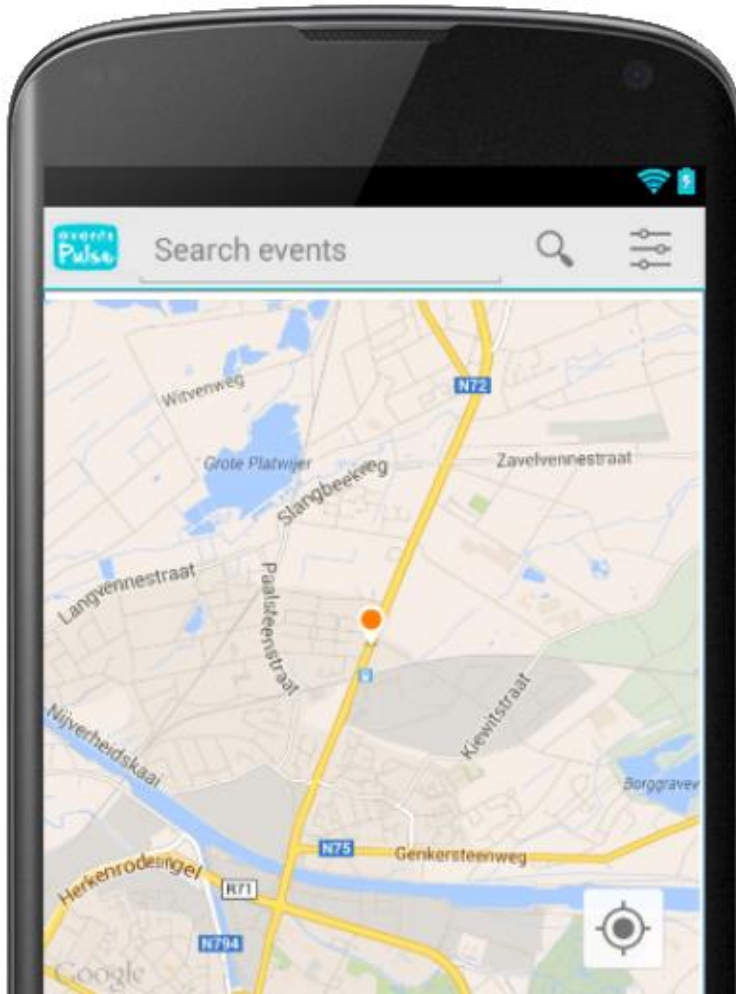 events
Pulse
Search events
N72
Witvenweg
Grote Platwijer
Zavelvennestraat
Slangbeekweg
Langvennestraat
Paalsteenstraat
Kiewitstraat
Nijverheidskaai
Borggravev
N75
Genkersteenweg
Herkenrodesingel
R71
N794
Google